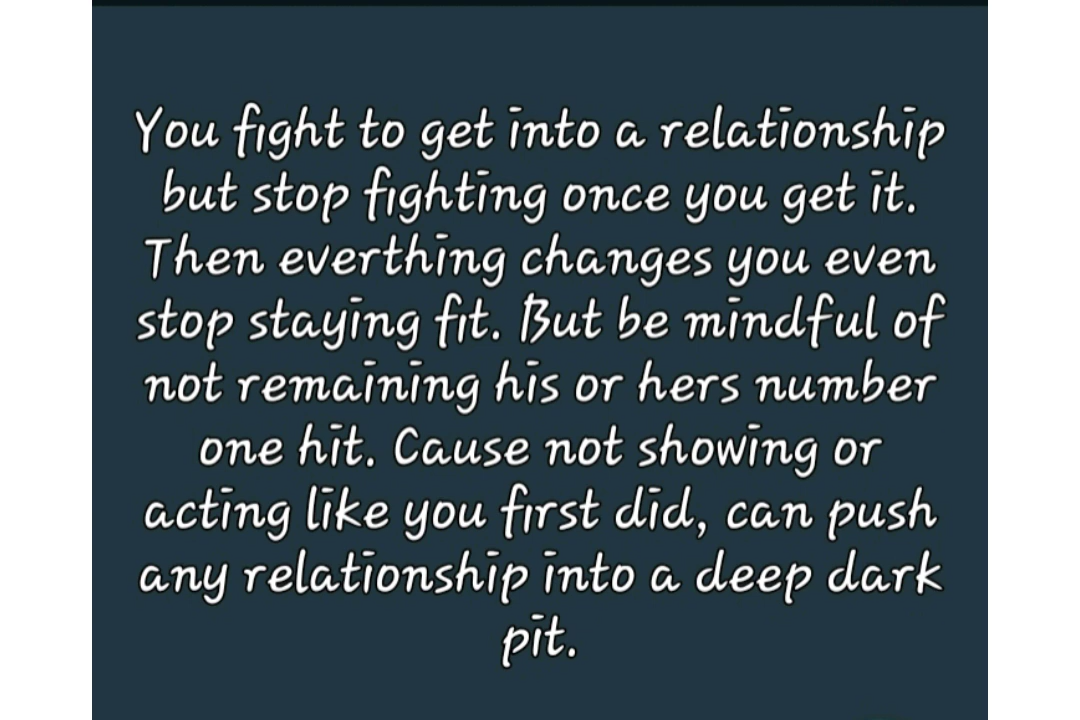 You fight to get into a relationship
but stop fighting once you get it.
Then everthing changes you even
stop staying fit. But be mindful of
not remaining his or hers number
one hit. Cause not showing or
acting like you first did, can push
any relationship into a deep dark
pit.